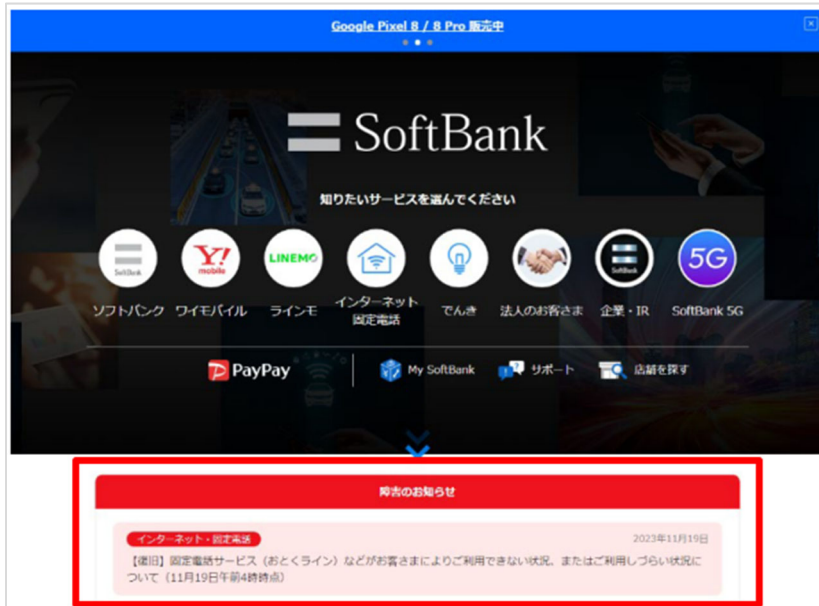 Google Pixel 8 / 8 Pro 販売中
SoftBank
知りたいサービスを選んでください
SoftBank
Y!
mobile
LINEMO
SoftBank
5G
ソフトバンク
ワイモバイル
ラインモ
インターネット
固定電話
でんき
法人のお客さま
企業・IR
SoftBank 5G
PayPay
My SoftBank
サポート
店舗を探す
障害のお知らせ
インターネット・固定電話
2023年11月19日
【復旧】固定電話サービス（おとくライン）などがお客さまによりご利用できない状況、またはご利用しづらい状況に
ついて（11月19日午前4時時点）